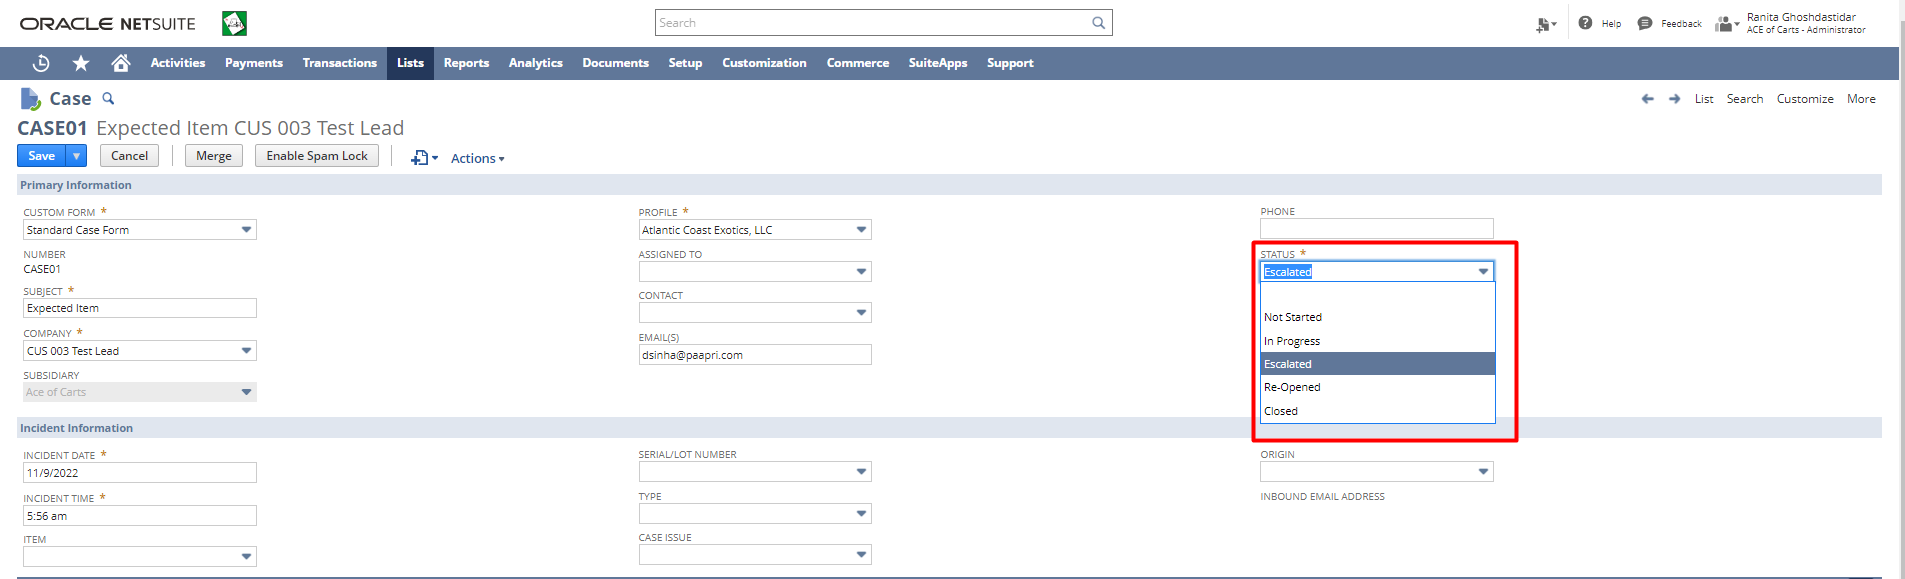 ORACLE NETSUITE
Search
Help
Feedback
Ranita Ghoshdastidar
ACE of Carts - Administrator
Activities Payments Transactions Lists Reports Analytics Documents Setup Customization Commerce SuiteApps Support
Case
List Search Customize More
CASE01 Expected Item CUS 003 Test Lead
Save Cancel Merge Enable Spam Lock Actions
Primary Information
CUSTOM FORM *
Standard Case Form
NUMBER
CASE01
SUBJECT *
Expected Item
COMPANY *
CUS 003 Test Lead
SUBSIDIARY
Ace of Carts
PROFILE *
Atlantic Coast Exotics, LLC
ASSIGNED TO
CONTACT
EMAIL(S)
dsinha@paapri.com
PHONE
STATUS *
Escalated
Not Started
In Progress
Escalated
Re-Opened
Closed
Incident Information
INCIDENT DATE *
11/9/2022
INCIDENT TIME *
5:56 am
ITEM
SERIAL/LOT NUMBER
TYPE
CASE ISSUE
ORIGIN
INBOUND EMAIL ADDRESS